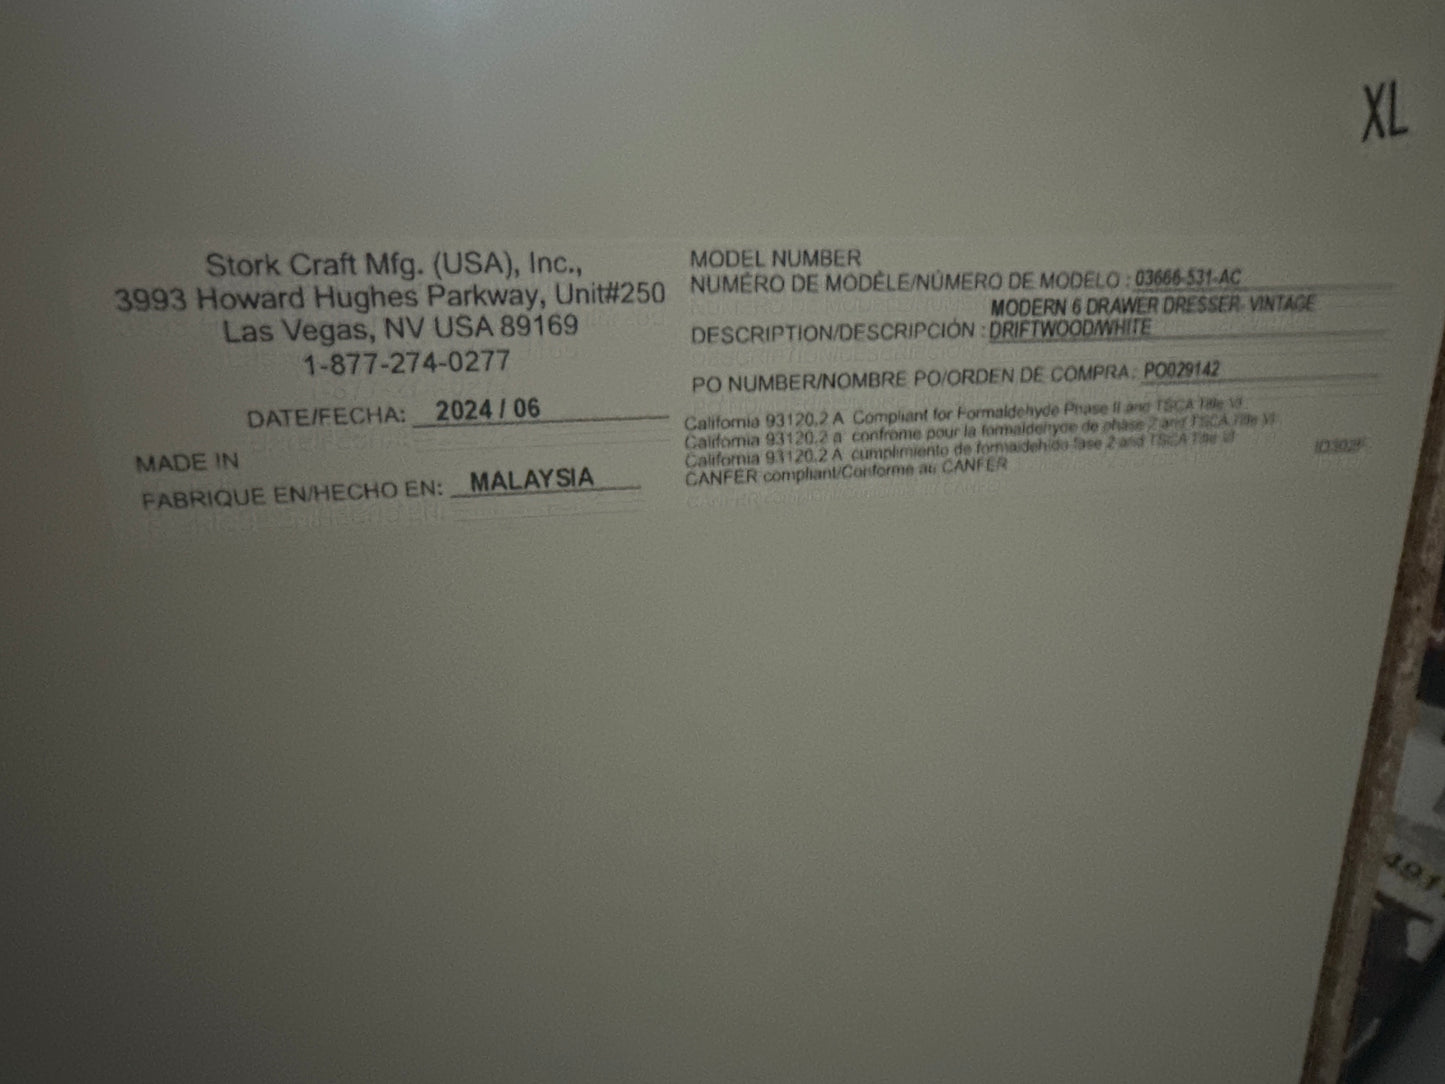 XL
Stork Craft Mfg. (USA), Inc.,
3993 Howard Hughes Parkway, Unit#250
Las Vegas, NV USA 89169
1-877-274-0277
DATE/FECHA: 2024 / 06
MADE IN
FABRIQUE EN/HECHO EN: MALAYSIA
MODEL NUMBER
NUMÉRO DE MODÈLE/NÚMERO DE MODELO : 03666-531-AC
MODERN 6 DRAWER DRESSER- VINTAGE
DESCRIPTION/DESCRIPCIÓN : DRIFTWOOD/WHITE
PO NUMBER/NOMBRE PO/ORDEN DE COMPRA: PO029142
California 93120.2 A Compliant for Formaldehyde Phase II and TSCA Title VI
California 93120.2 a confrome pour la formaldehyde de phase 2 and TSCA Title VI
California 93120.2 A cumplimiento de formaldehido fase 2 and TSCA Title VI
CANFER compliant/Conforme au CANFER
491